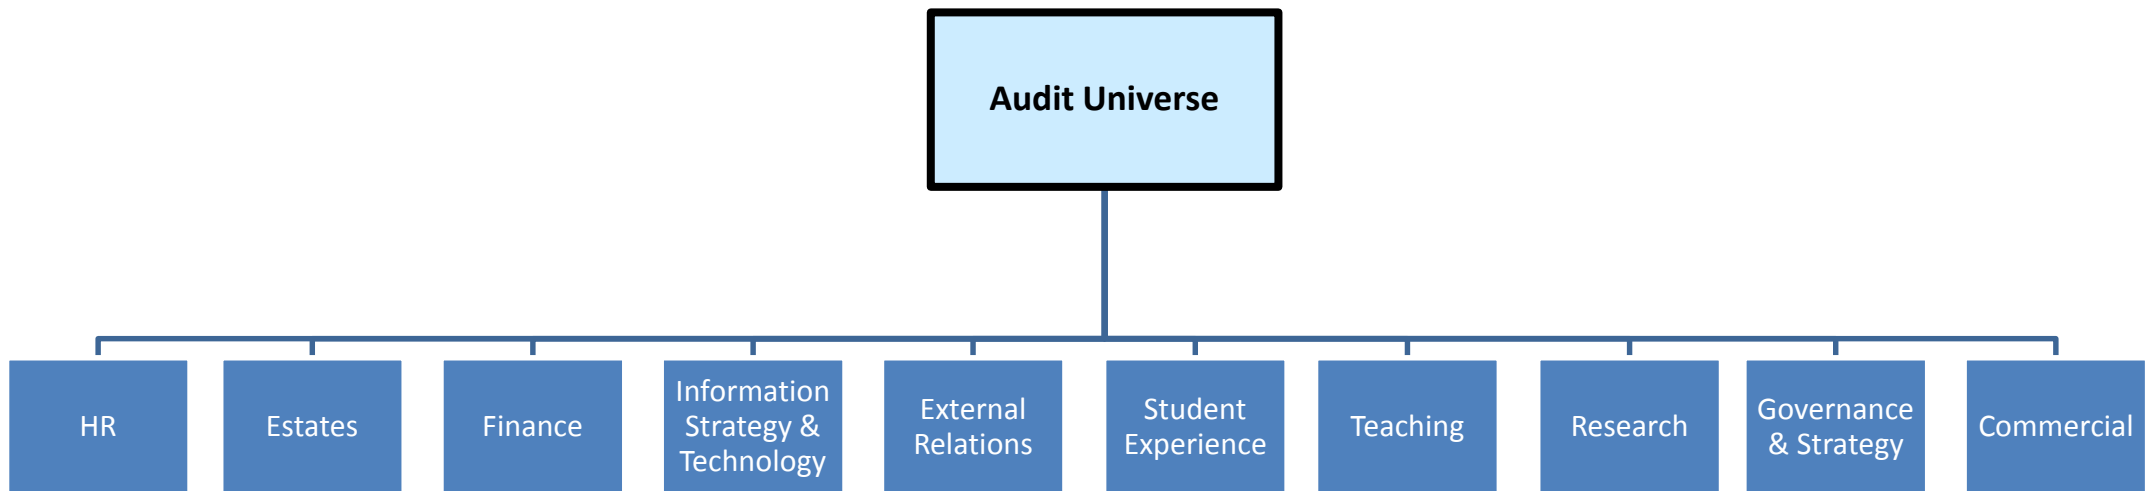 Audit Universe
HR
Estates
Finance
Information
Strategy &
Technology
External
Relations
Student
Experience
Teaching
Research
Governance
& Strategy
Commercial